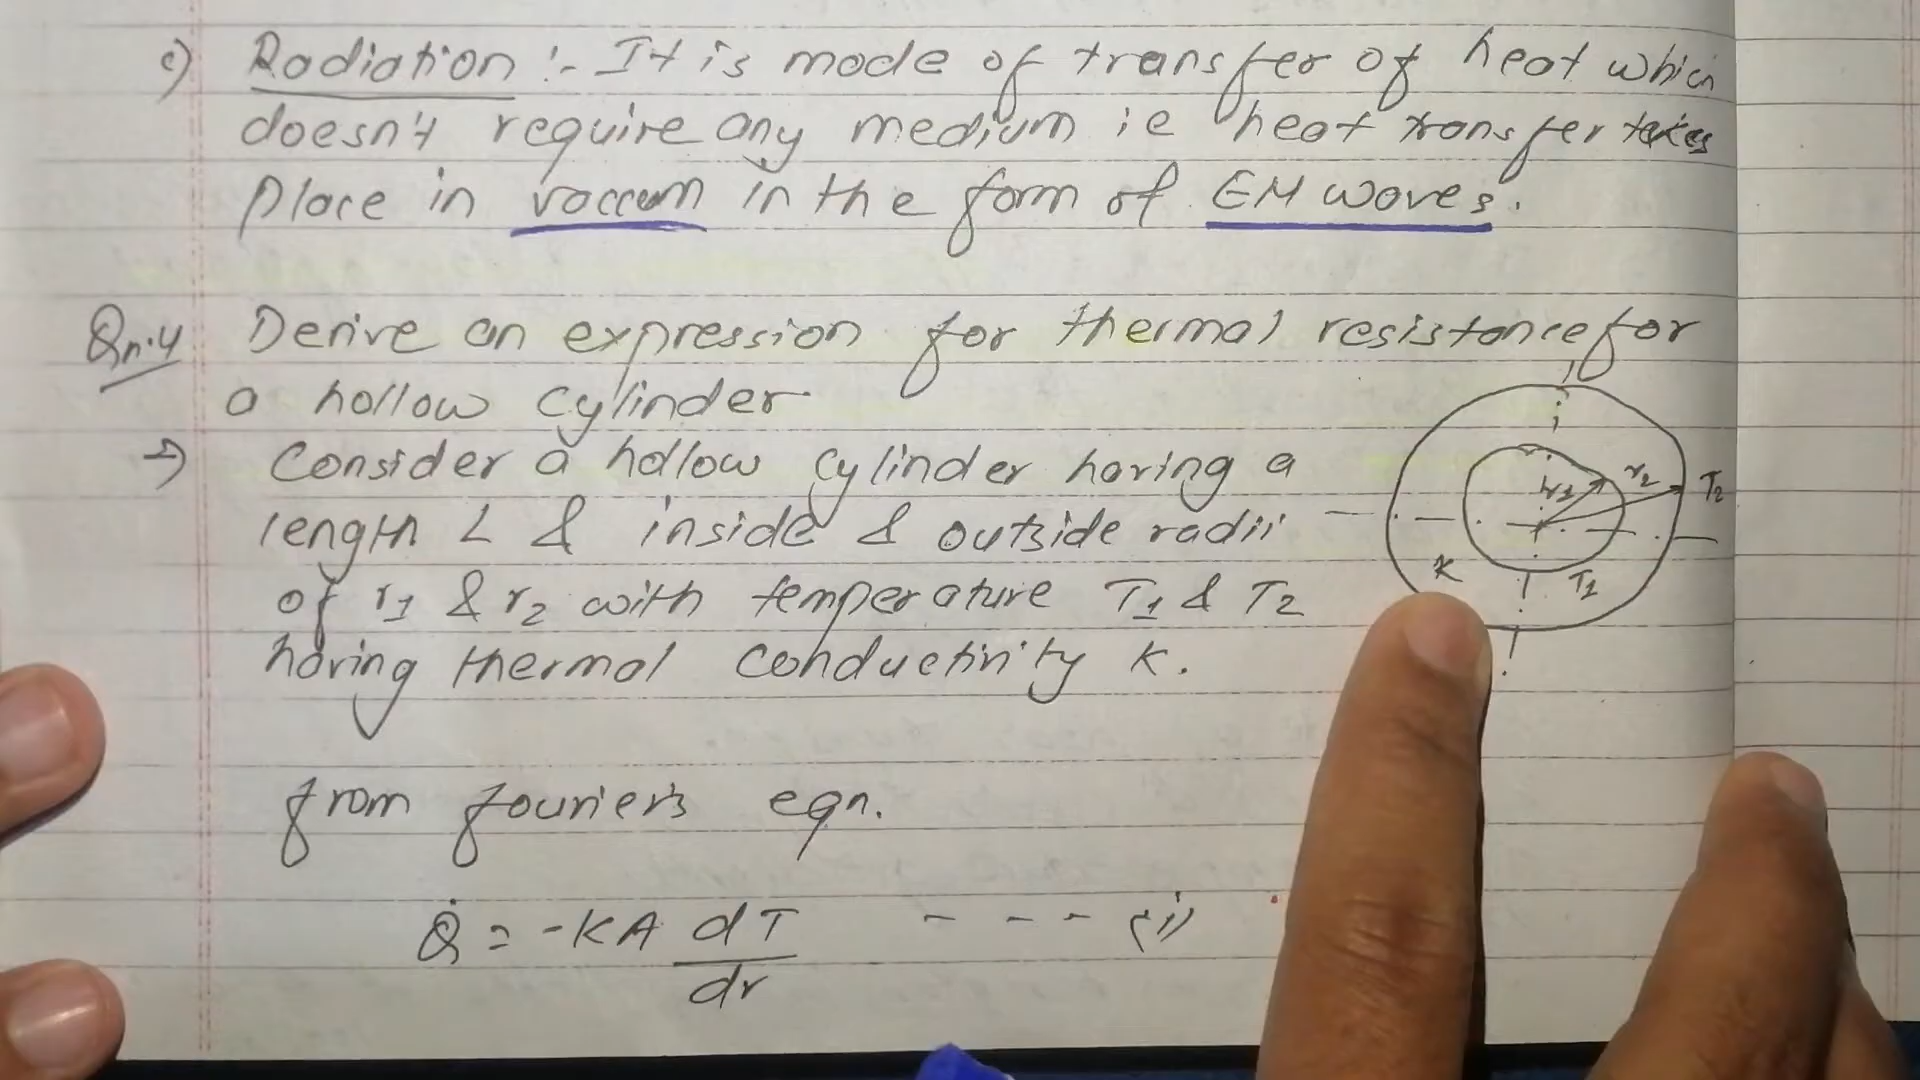 c) Radiation :- It is mode of transfer of heat which
doesn't require any medium ie heat transfer takes
place in vaccum in the form of EM waves.
Qn.4 Derive an expression for thermal resistance for
a hollow cylinder
⇒ Consider a hollow cylinder having a
length L & inside & outside radii
of r1 & r2 with temperature T1 & T2
having thermal conductivity K.
r1 r2 T2
K T1
from fourier's eqn.
Q̇ = -KA dT/dr - - - (i)